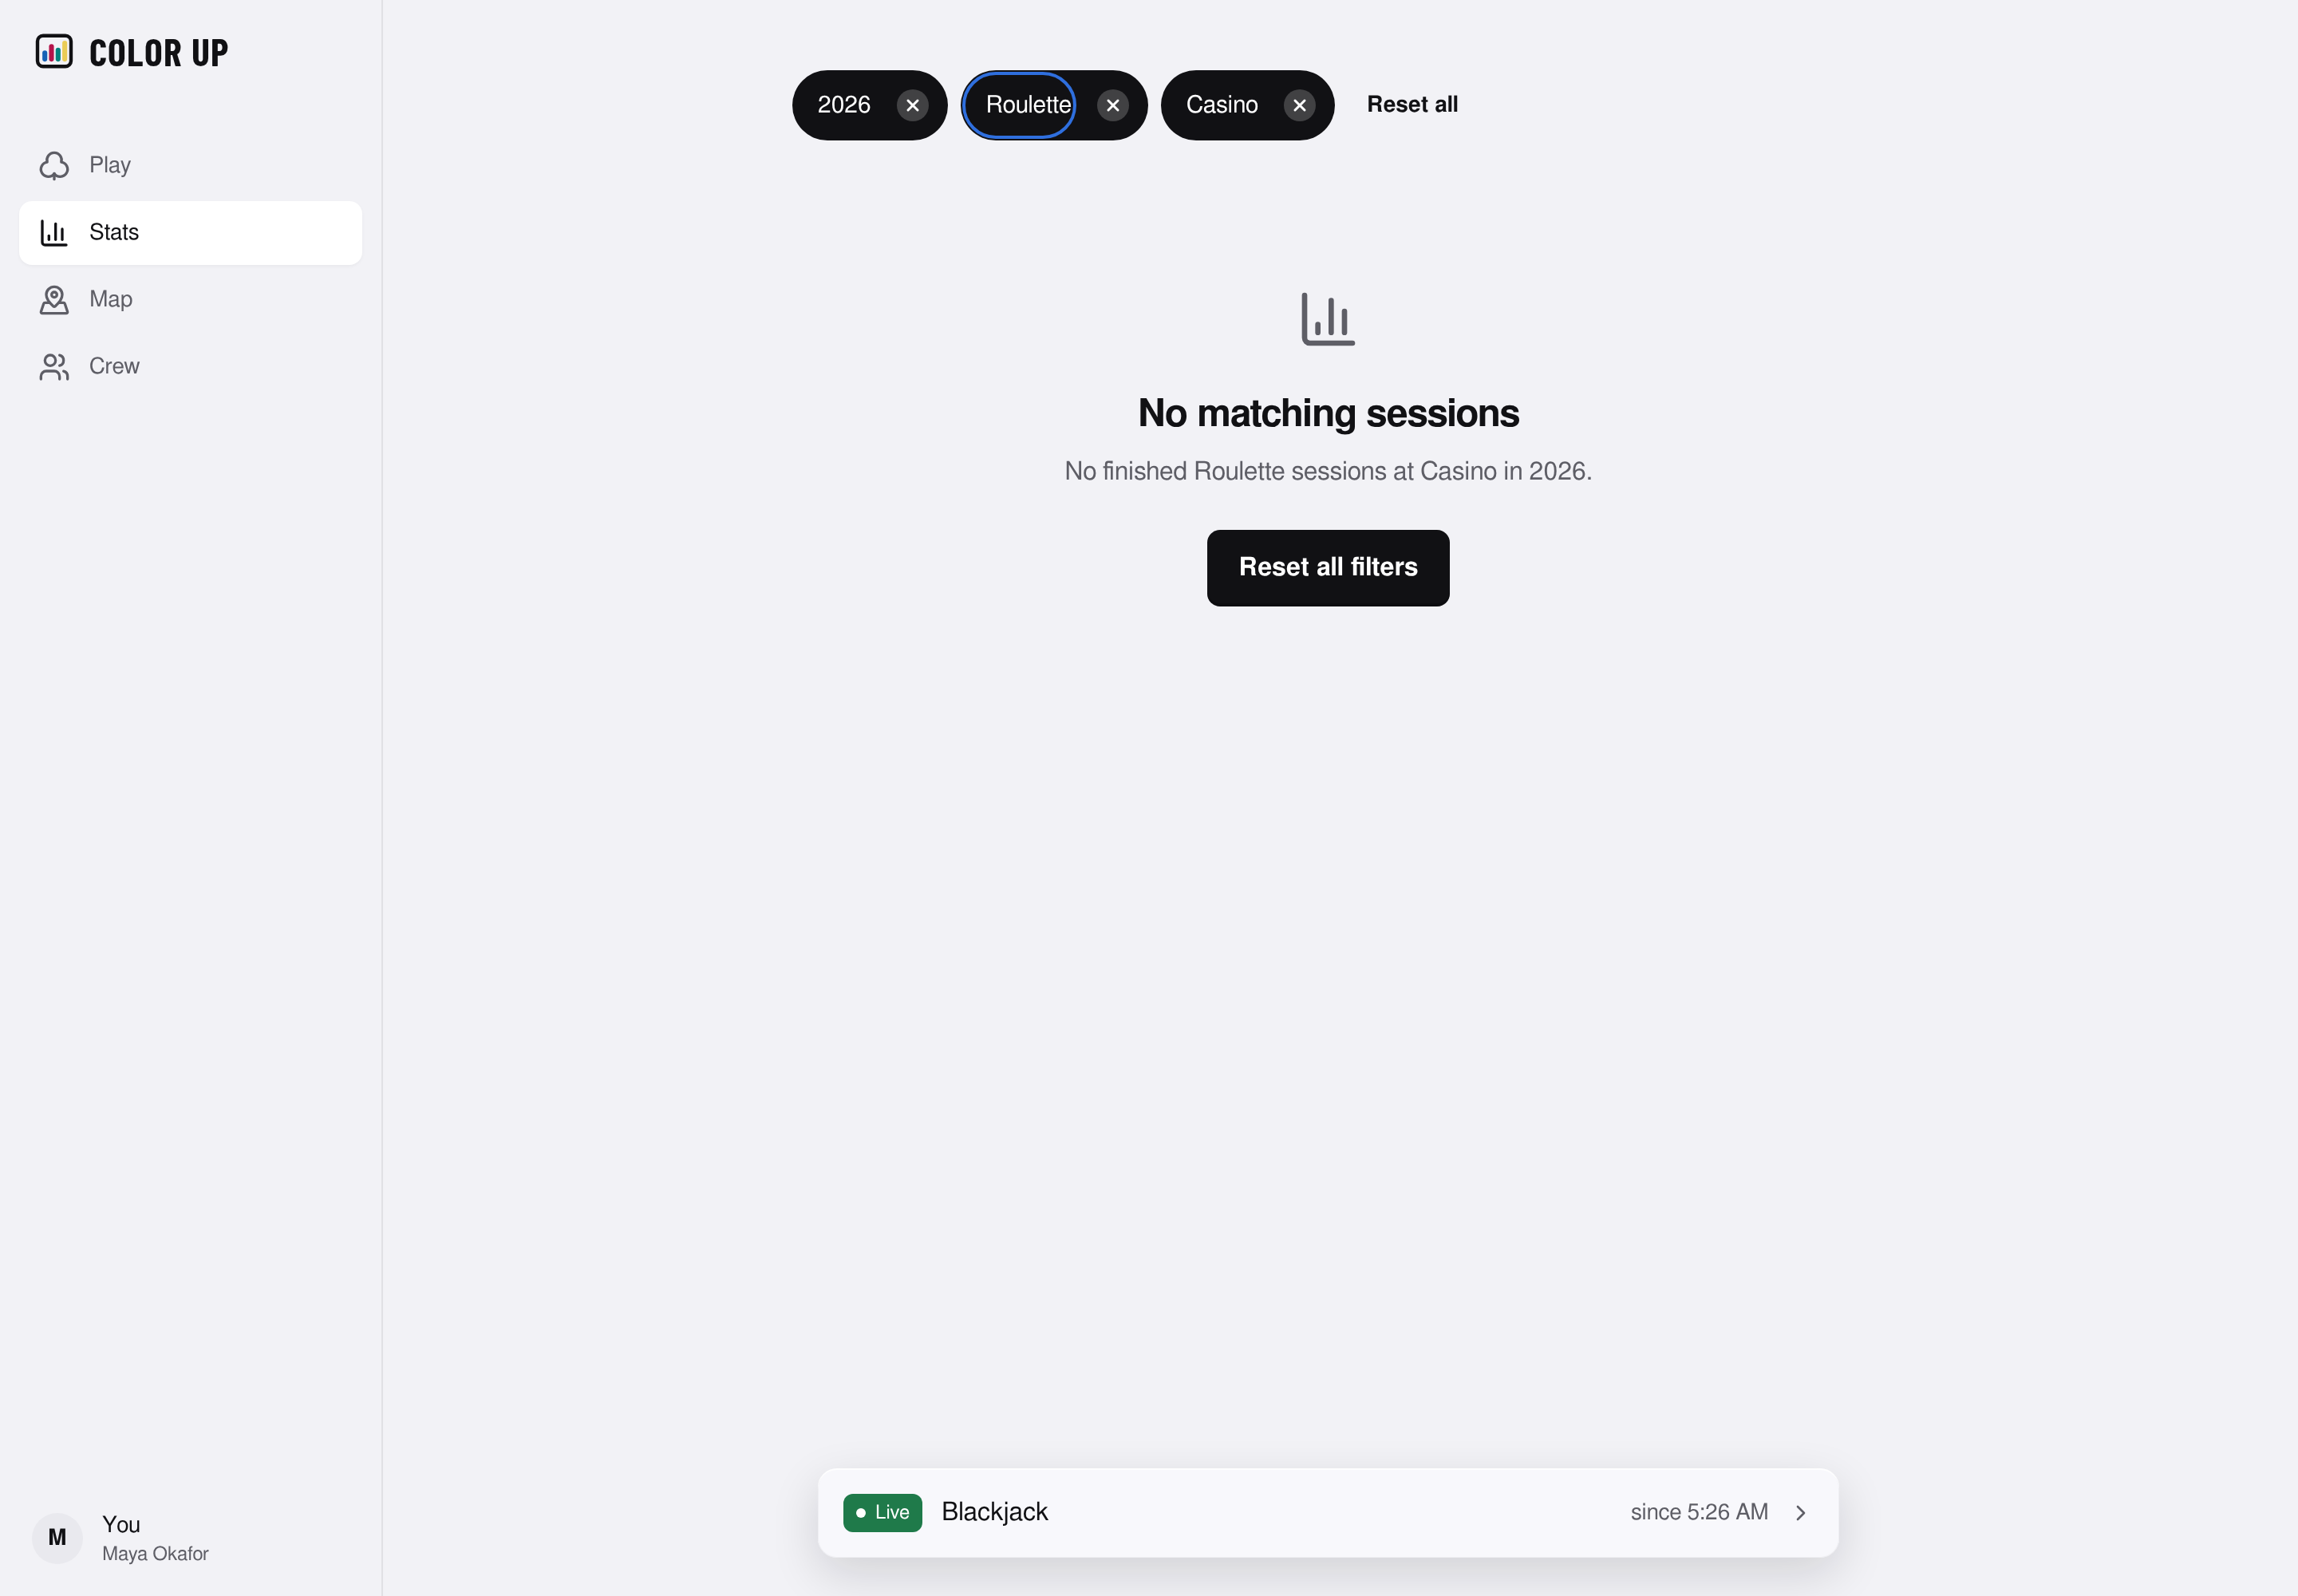 COLOR UP
Play
Stats
Map
Crew
2026
Roulette
Casino
Reset all
No matching sessions
No finished Roulette sessions at Casino in 2026.
Reset all filters
Live
Blackjack
since 5:26 AM
M
You
Maya Okafor